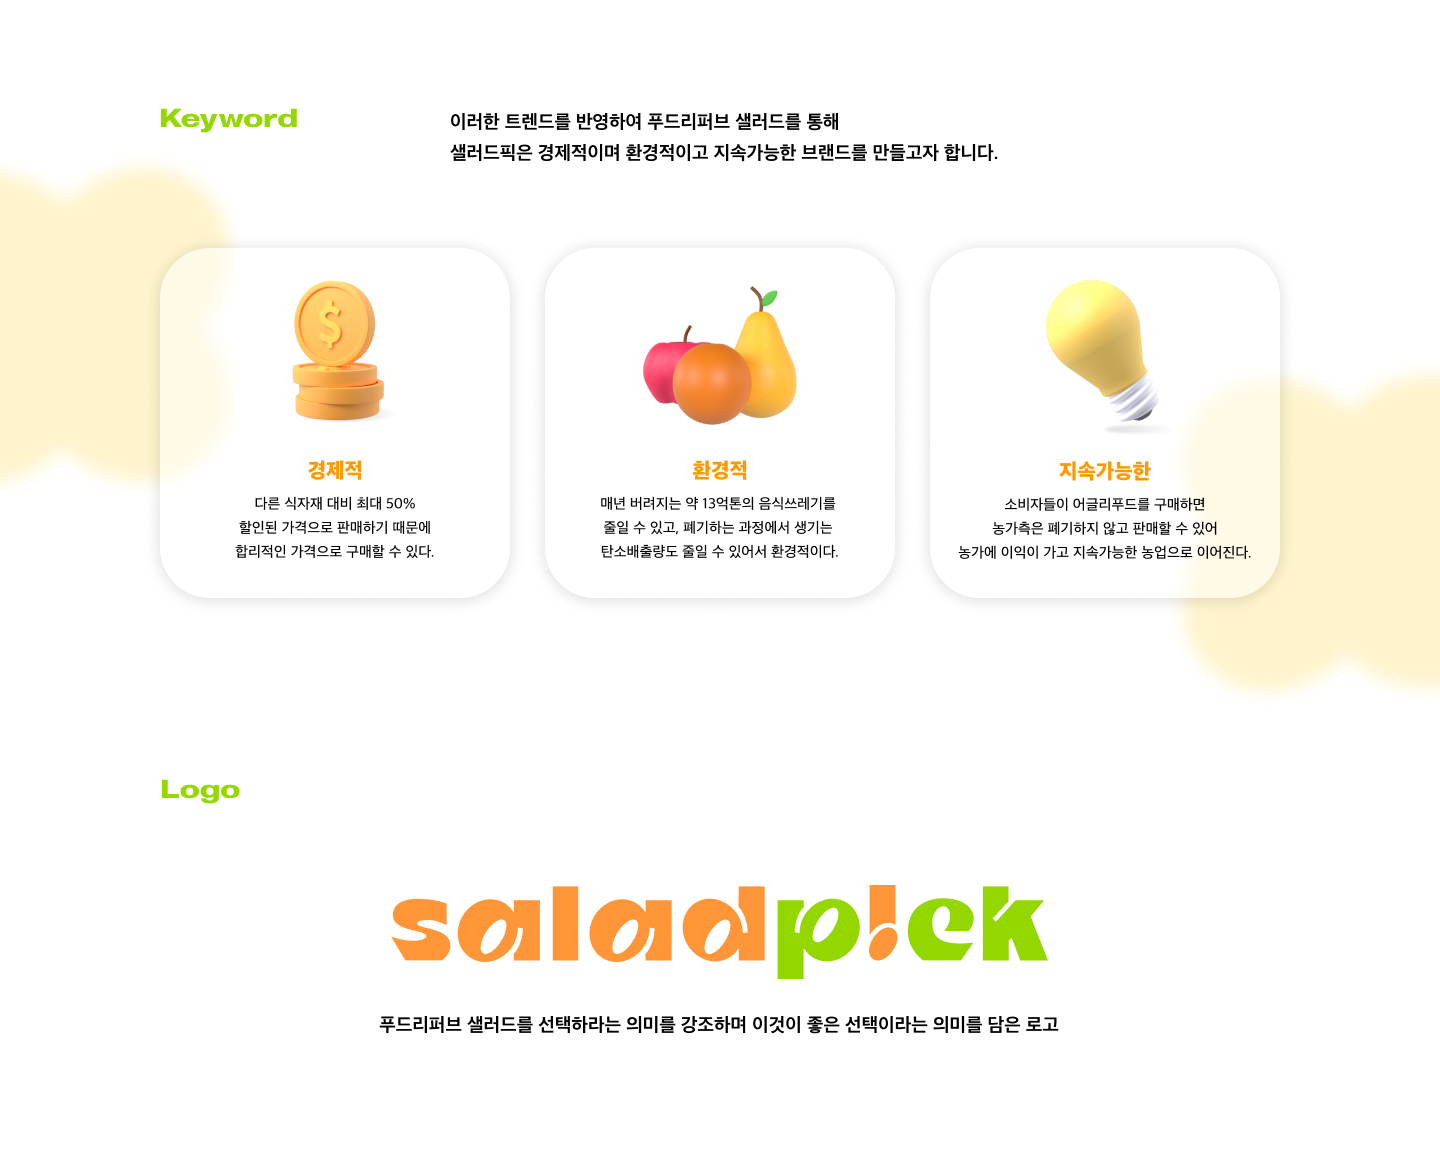 Keyword
이러한 트렌드를 반영하여 푸드리퍼브 샐러드를 통해
샐러드픽은 경제적이며 환경적이고 지속가능한 브랜드를 만들고자 합니다.
$
경제적
다른 식자재 대비 최대 50%
할인된 가격으로 판매하기 때문에
합리적인 가격으로 구매할 수 있다.
환경적
매년 버려지는 약 13억톤의 음식쓰레기를
줄일 수 있고, 폐기하는 과정에서 생기는
탄소배출량도 줄일 수 있어서 환경적이다.
지속가능한
소비자들이 어글리푸드를 구매하면
농가측은 폐기하지 않고 판매할 수 있어
농가에 이익이 가고 지속가능한 농업으로 이어진다.
Logo
saladp!ck
푸드리퍼브 샐러드를 선택하라는 의미를 강조하며 이것이 좋은 선택이라는 의미를 담은 로고